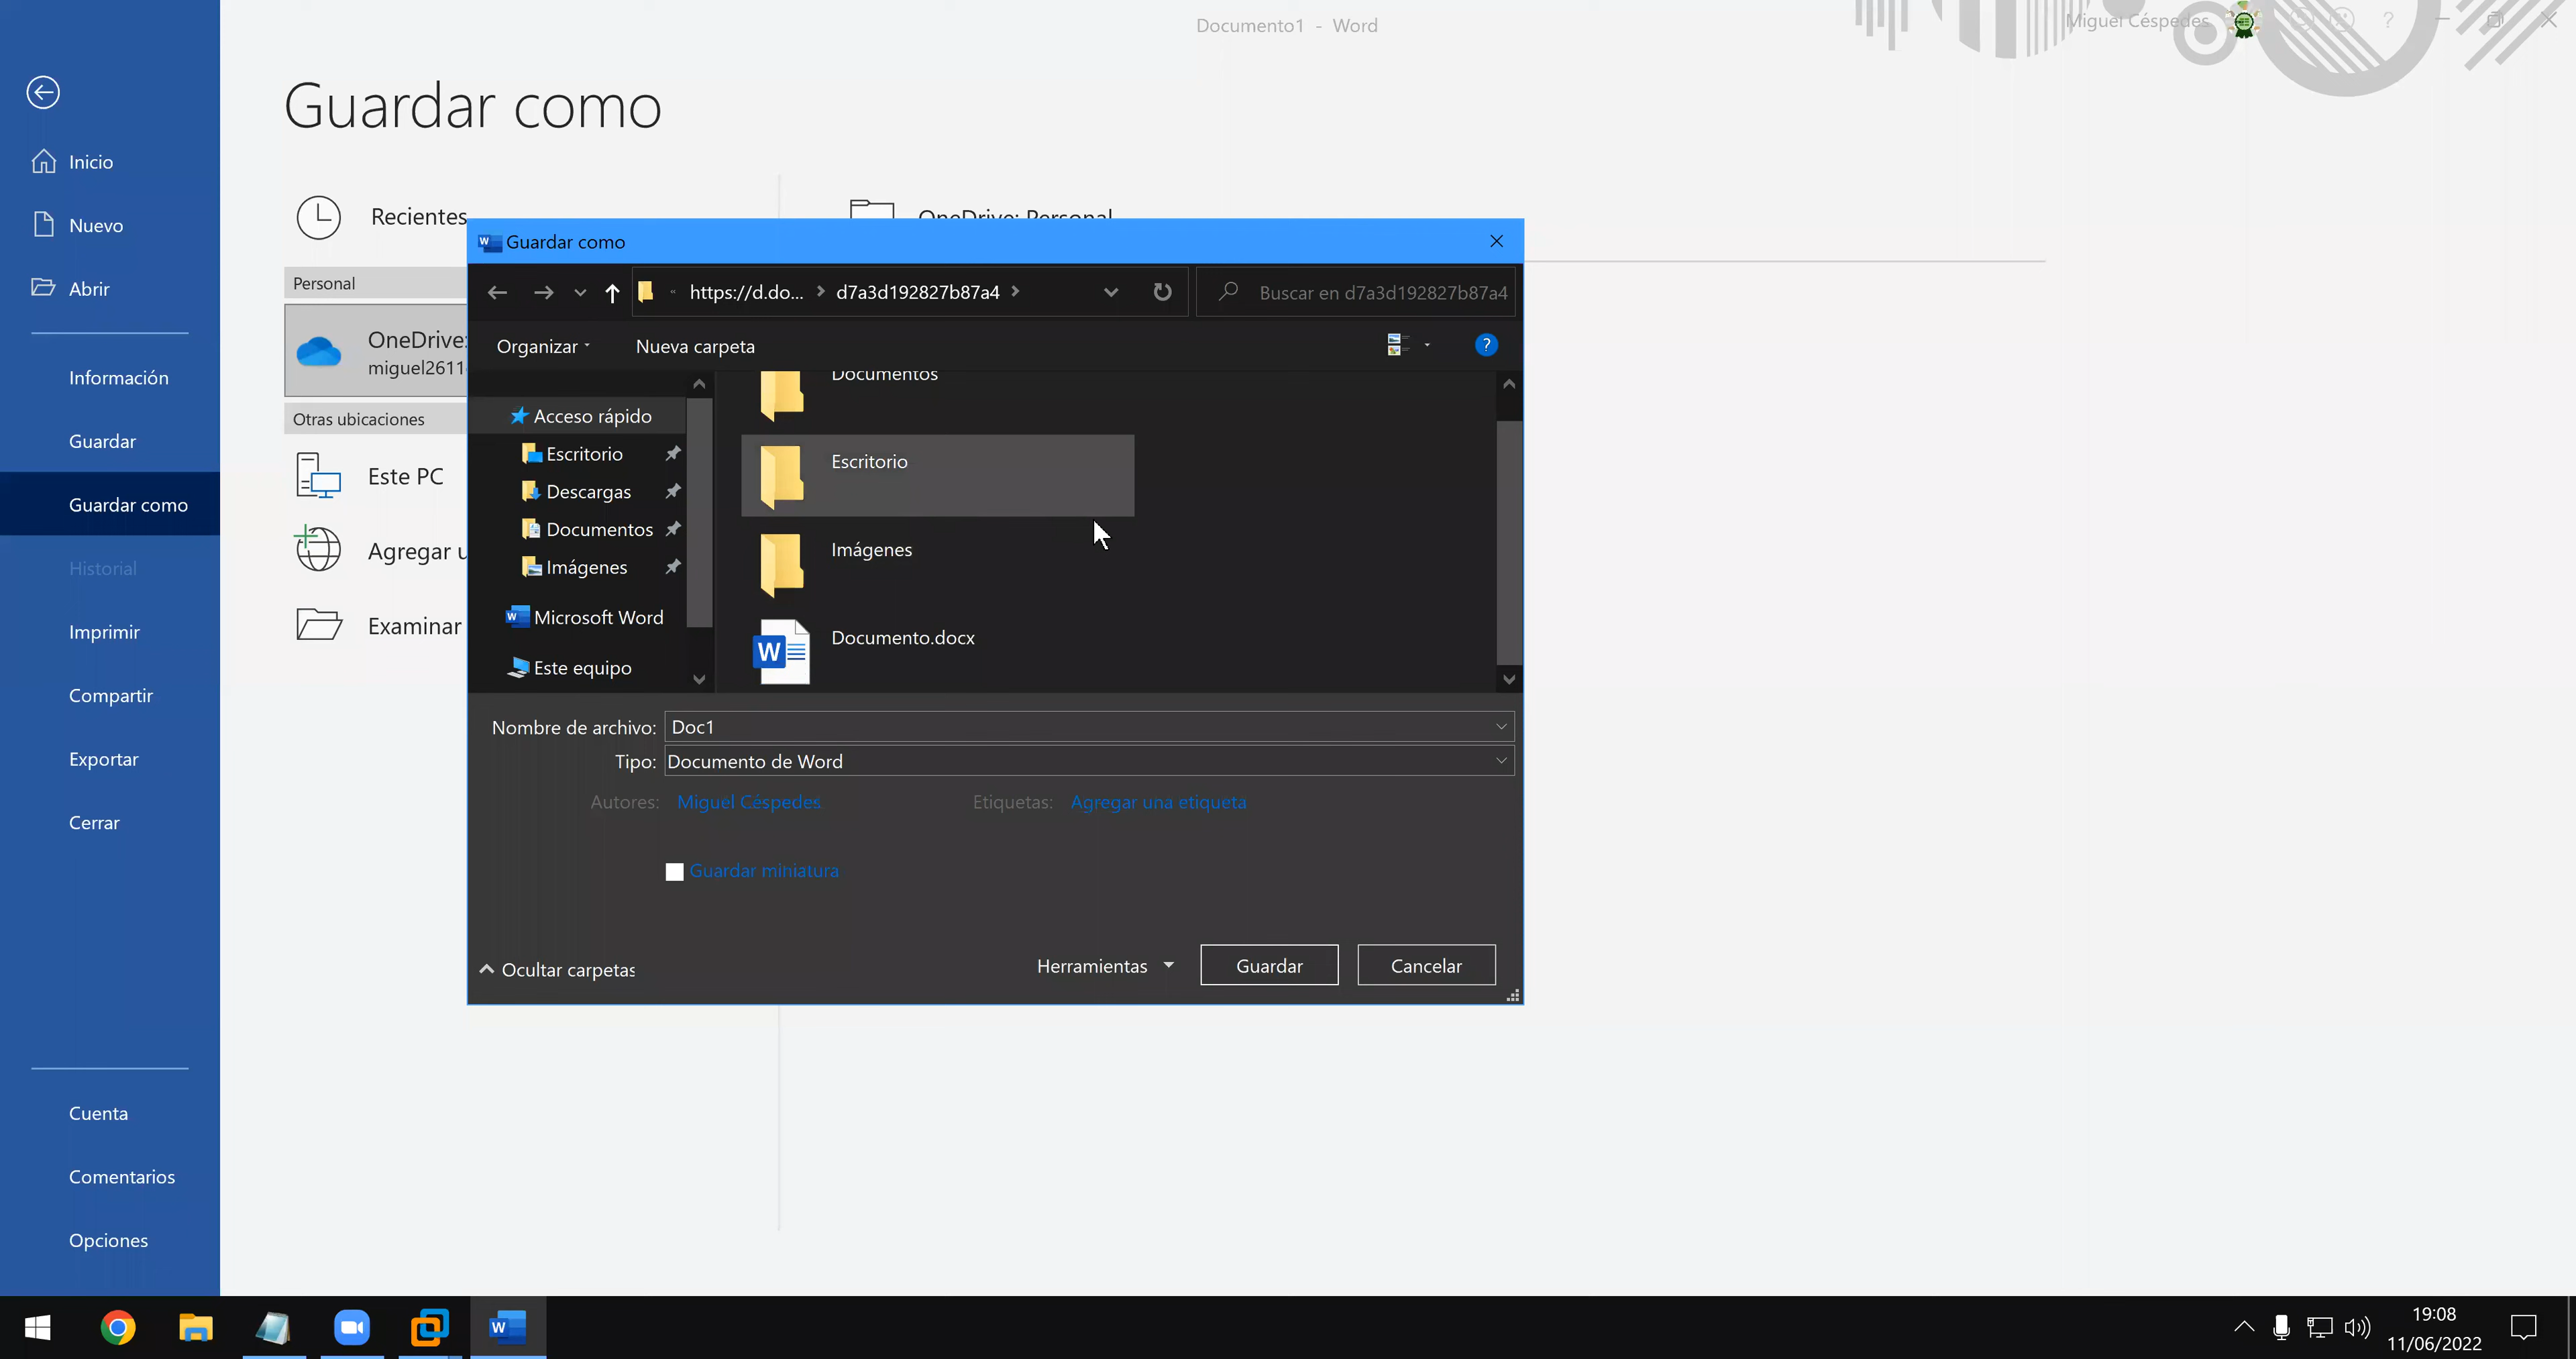 Documento1 - Word
Miguel Céspedes
Guardar como
Inicio
Nuevo
Abrir
Información
Guardar
Guardar como
Historial
Imprimir
Compartir
Exportar
Cerrar
Cuenta
Comentarios
Opciones
Recientes
OneDrive: Personal
Personal
OneDrive:
miguel2611
Otras ubicaciones
Este PC
Agregar u
Examinar
Guardar como
« https://d.do... > d7a3d192827b87a4 >
Buscar en d7a3d192827b87a4
Organizar
Nueva carpeta
?
Acceso rápido
Escritorio
Descargas
Documentos
Imágenes
Microsoft Word
Este equipo
Documentos
Escritorio
Imágenes
Documento.docx
Nombre de archivo: Doc1
Tipo: Documento de Word
Autores: Miguel Céspedes
Etiquetas: Agregar una etiqueta
Guardar miniatura
Ocultar carpetas
Herramientas
Guardar
Cancelar
19:08
11/06/2022